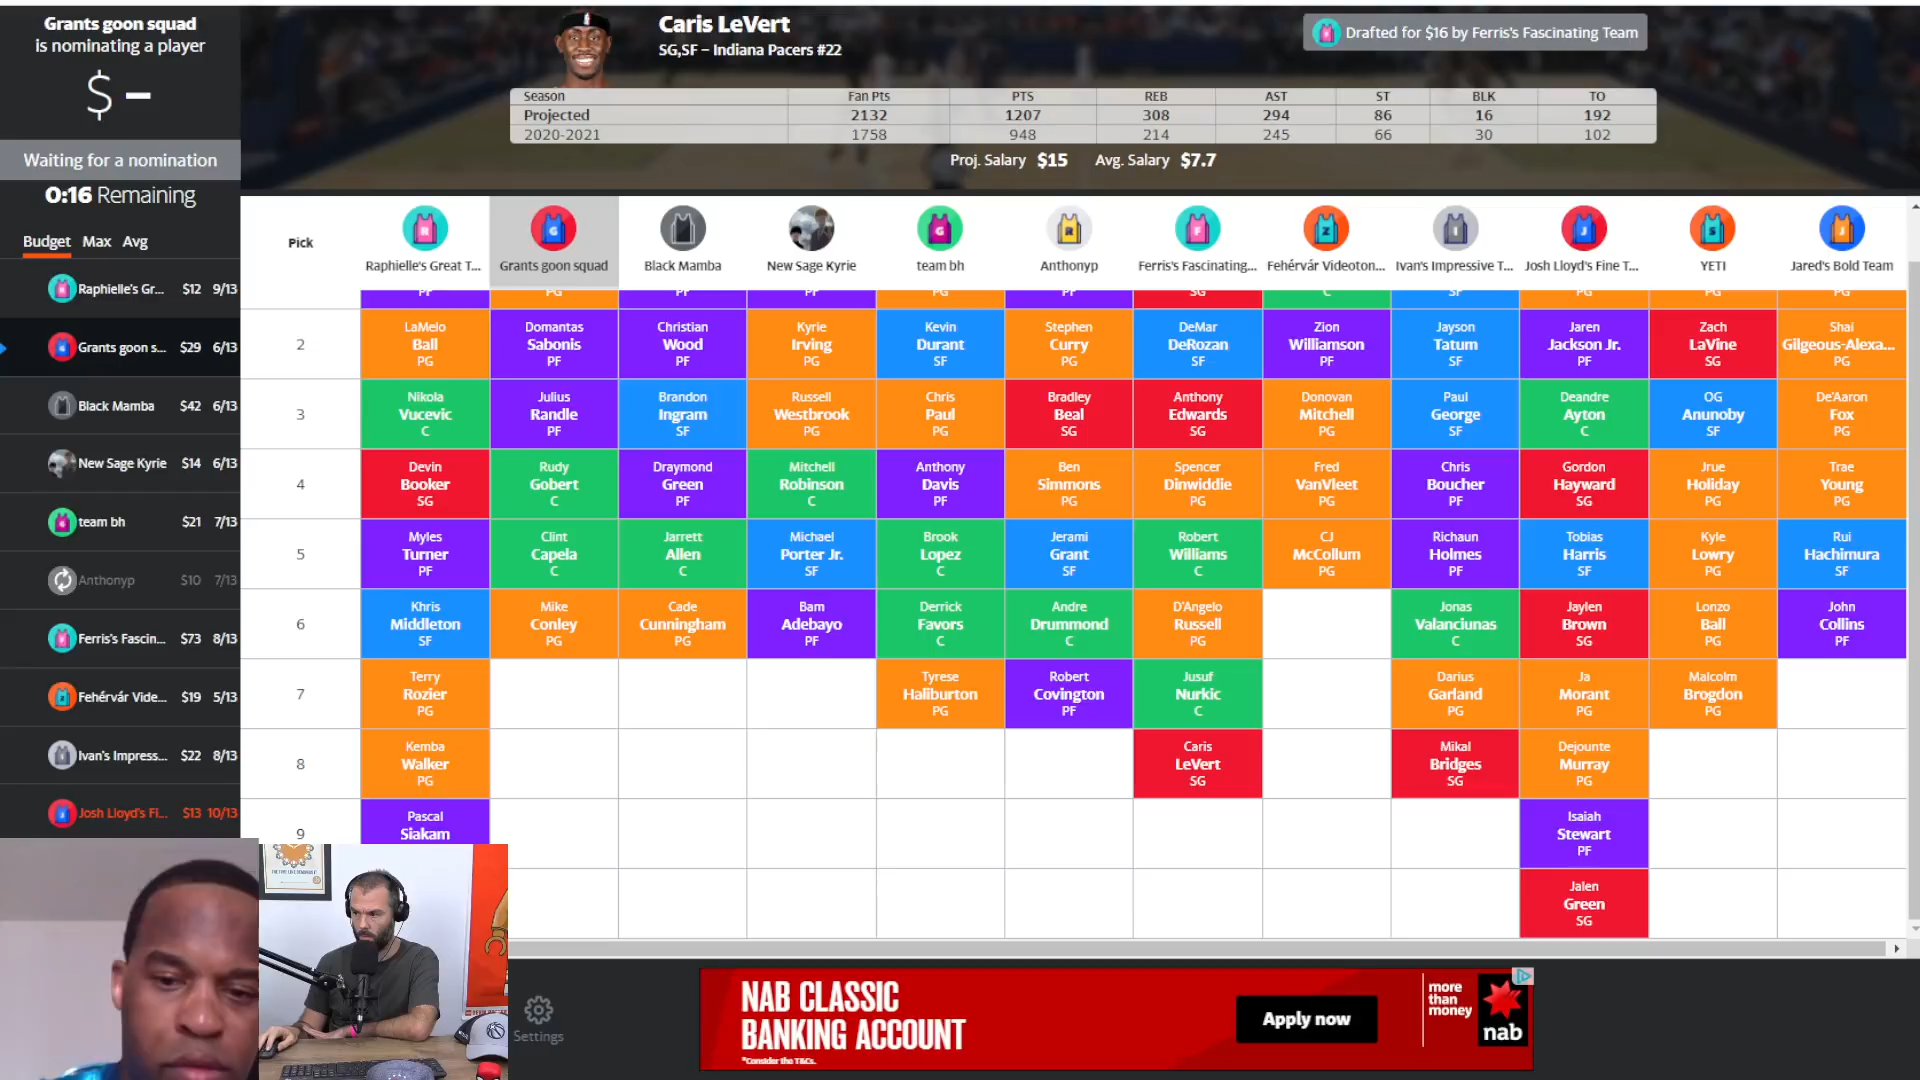 Grants goon squad
is nominating a player
$ –
Waiting for a nomination
0:16 Remaining
Budget Max Avg
Raphielle's Gr... $12 9/13
Grants goon s... $29 6/13
Black Mamba $42 6/13
New Sage Kyrie $14 6/13
team bh $21 7/13
Anthonyp $10 7/13
Ferris's Fascin... $73 8/13
Fehérvár Vide... $19 5/13
Ivan's Impress... $22 8/13
Josh Lloyd's Fi... $13 10/13
Caris LeVert
SG,SF – Indiana Pacers #22
Drafted for $16 by Ferris's Fascinating Team
Season Fan Pts PTS REB AST ST BLK TO
Projected 2132 1207 308 294 86 16 192
2020-2021 1758 948 214 245 66 30 102
Proj. Salary $15 Avg. Salary $7.7
Pick Raphielle's Great T... Grants goon squad Black Mamba New Sage Kyrie team bh Anthonyp Ferris's Fascinating... Fehérvár Videoton... Ivan's Impressive T... Josh Lloyd's Fine T... YETI Jared's Bold Team
PF PG PF PF PG PF SG C SF PG PG PG
LaMelo Domantas Christian Kyrie Kevin Stephen DeMar Zion Jayson Jaren Zach Shai
2 Ball Sabonis Wood Irving Durant Curry DeRozan Williamson Tatum Jackson Jr. LaVine Gilgeous-Alexa...
PG PF PF PG SF PG SF PF SF PF SG PG
Nikola Julius Brandon Russell Chris Bradley Anthony Donovan Paul Deandre OG De'Aaron
3 Vucevic Randle Ingram Westbrook Paul Beal Edwards Mitchell George Ayton Anunoby Fox
C PF SF PG PG SG SG PG SF C SF PG
Devin Rudy Draymond Mitchell Anthony Ben Spencer Fred Chris Gordon Jrue Trae
4 Booker Gobert Green Robinson Davis Simmons Dinwiddie VanVleet Boucher Hayward Holiday Young
SG C PF C PF PG PG PG PF SG PG PG
Myles Clint Jarrett Michael Brook Jerami Robert CJ Richaun Tobias Kyle Rui
5 Turner Capela Allen Porter Jr. Lopez Grant Williams McCollum Holmes Harris Lowry Hachimura
PF C C SF C SF C PG PF SF PG SF
Khris Mike Cade Bam Derrick Andre D'Angelo Jonas Jaylen Lonzo John
6 Middleton Conley Cunningham Adebayo Favors Drummond Russell Valanciunas Brown Ball Collins
SF PG PG PF C C PG C SG PG PF
Terry Tyrese Robert Jusuf Darius Ja Malcolm
7 Rozier Haliburton Covington Nurkic Garland Morant Brogdon
PG PG PF C PG PG PG
Kemba Caris Mikal Dejounte
8 Walker LeVert Bridges Murray
PG SG SG PG
Pascal Isaiah
9 Siakam Stewart
PF
Jalen
Green
SG
Settings
NAB CLASSIC
BANKING ACCOUNT
*Consider the T&Cs.
Apply now
more
than
money
nab